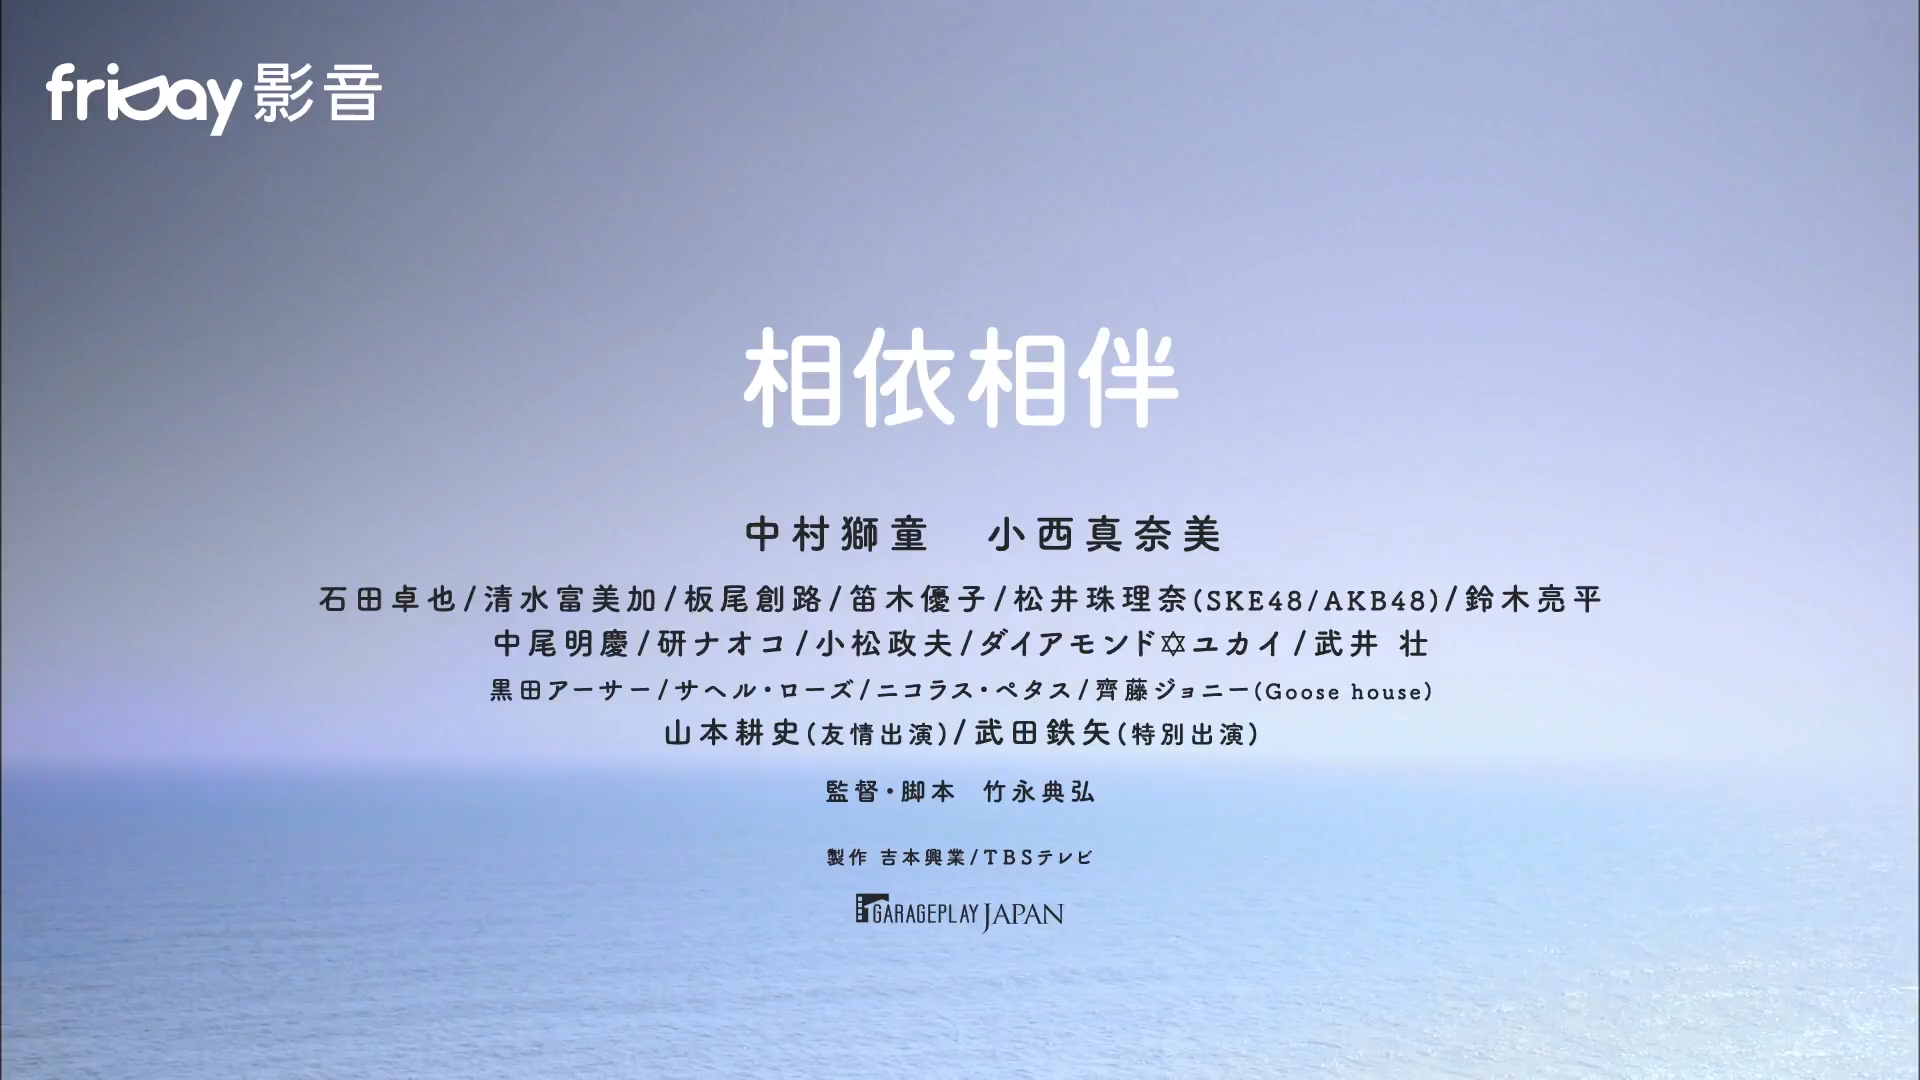 friDay影音
相依相伴
中村獅童　小西真奈美
石田卓也/清水富美加/板尾創路/笛木優子/松井珠理奈(SKE48/AKB48)/鈴木亮平
中尾明慶/研ナオコ/小松政夫/ダイアモンド✡ユカイ/武井 壮
黒田アーサー/サヘル・ローズ/ニコラス・ペタス/齊藤ジョニー(Goose house)
山本耕史(友情出演)/武田鉄矢(特別出演)
監督・脚本　竹永典弘
製作 吉本興業/TBSテレビ
GARAGEPLAY JAPAN